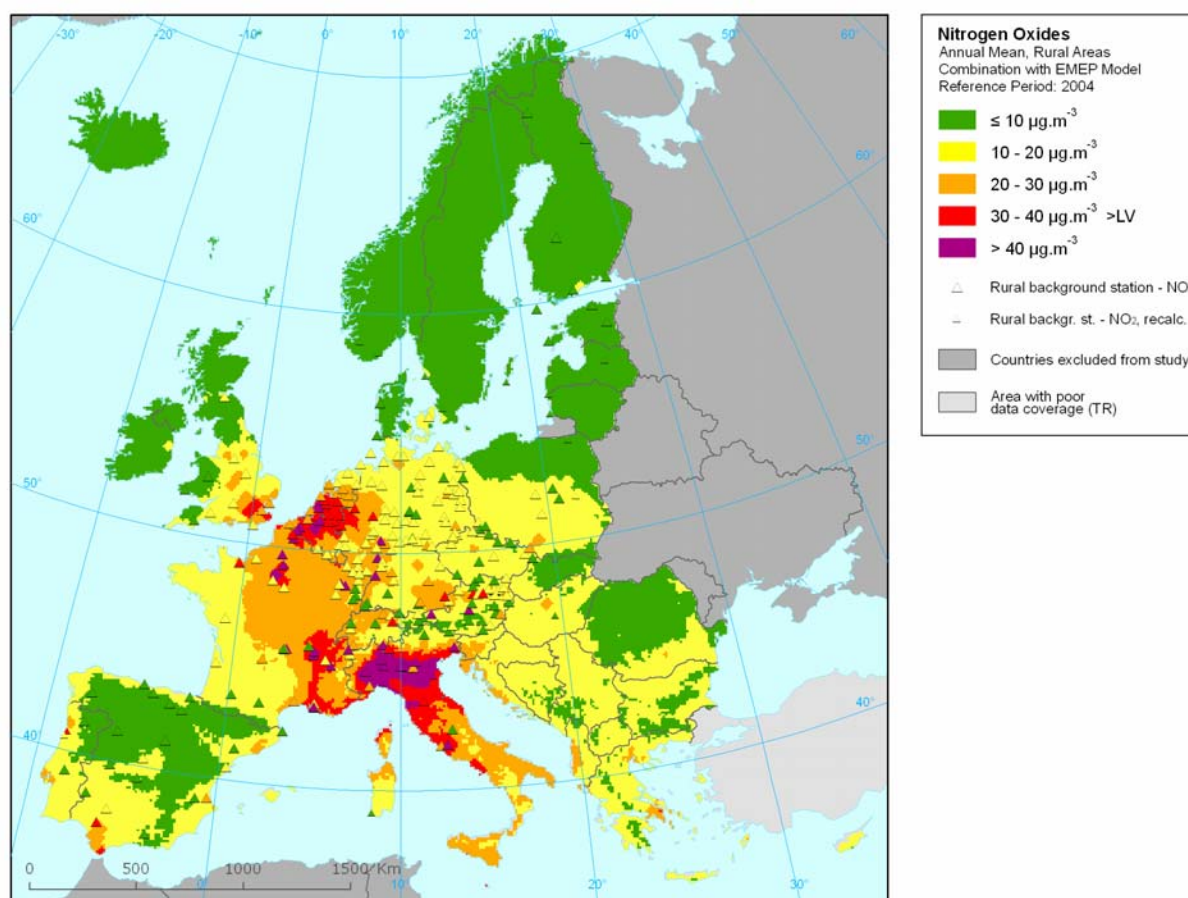 -30°
-20°
-10°
0°
10°
20°
30°
40°
50°
60°
60°
60°
50°
50°
40°
40°
0
500
1000
1500 Km
0°
10°
20°
30°
Nitrogen Oxides
Annual Mean, Rural Areas
Combination with EMEP Model
Reference Period: 2004
≤ 10 µg.m⁻³
10 - 20 µg.m⁻³
20 - 30 µg.m⁻³
30 - 40 µg.m⁻³ >LV
> 40 µg.m⁻³
Rural background station - NO
Rural backgr. st. - NO₂, recalc.
Countries excluded from study
Area with poor
data coverage (TR)